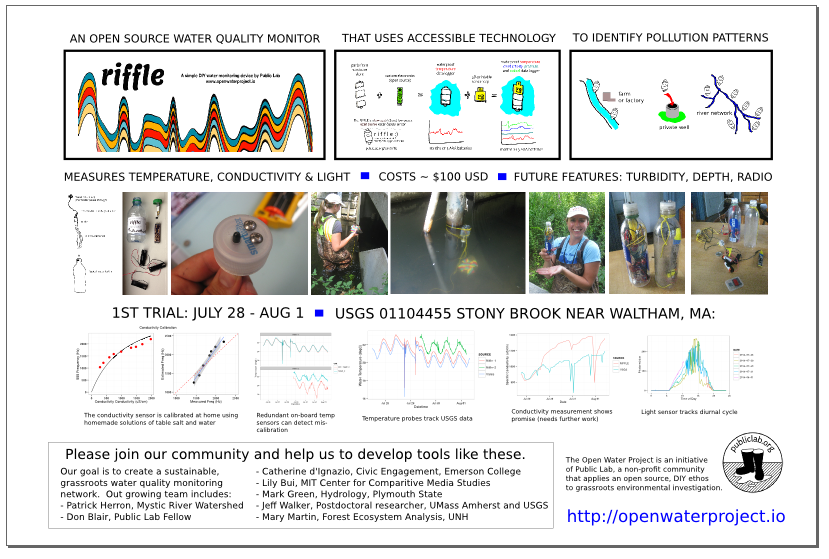 AN OPEN SOURCE WATER QUALITY MONITOR
THAT USES ACCESSIBLE TECHNOLOGY
TO IDENTIFY POLLUTION PATTERNS
riffle
A simple DIY water monitoring device by Public Lab
www.openwaterproject.io
farm
or factory
private well
river network
MEASURES TEMPERATURE, CONDUCTIVITY & LIGHT
COSTS ~ $100 USD
FUTURE FEATURES: TURBIDITY, DEPTH, RADIO
1ST TRIAL: JULY 28 - AUG 1
USGS 01104455 STONY BROOK NEAR WALTHAM, MA:
Conductivity Calibration
The conductivity sensor is calibrated at home using
homemade solutions of table salt and water
Redundant on-board temp
sensors can detect mis-
calibration
Temperature probes track USGS data
Conductivity measurement shows
promise (needs further work)
Light sensor tracks diurnal cycle
Please join our community and help us to develop tools like these.
Our goal is to create a sustainable,
grassroots water quality monitoring
network.  Out growing team includes:
- Patrick Herron, Mystic River Watershed
- Don Blair, Public Lab Fellow
- Catherine d'Ignazio, Civic Engagement, Emerson College
- Lily Bui, MIT Center for Comparitive Media Studies
- Mark Green, Hydrology, Plymouth State
- Jeff Walker, Postdoctoral researcher, UMass Amherst and USGS
- Mary Martin, Forest Ecosystem Analysis, UNH
The Open Water Project is an initiative
of Public Lab, a non-profit community
that applies an open source, DIY ethos
to grassroots environmental investigation.
publiclab.org
http://openwaterproject.io